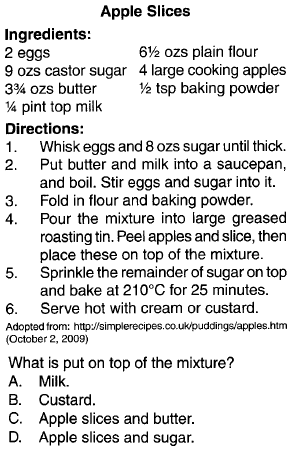 Apple Slices
Ingredients:
2 eggs 6½ ozs plain flour
9 ozs castor sugar 4 large cooking apples
3¾ ozs butter ½ tsp baking powder
¼ pint top milk
Directions:
1. Whisk eggs and 8 ozs sugar until thick.
2. Put butter and milk into a saucepan,
and boil. Stir eggs and sugar into it.
3. Fold in flour and baking powder.
4. Pour the mixture into large greased
roasting tin. Peel apples and slice, then
place these on top of the mixture.
5. Sprinkle the remainder of sugar on top
and bake at 210°C for 25 minutes.
6. Serve hot with cream or custard.
Adopted from: http://simplerecipes.co.uk/puddings/apples.htm
(October 2, 2009)
What is put on top of the mixture?
A. Milk.
B. Custard.
C. Apple slices and butter.
D. Apple slices and sugar.